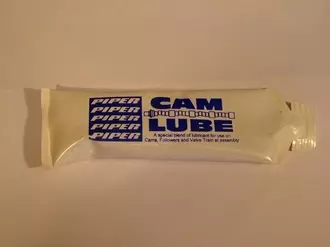 PIPER
PIPER
PIPER
PIPER
PIPER
CAM
LUBE
A special blend of lubricant for use on
Cams, Followers and Valve Train at assembly